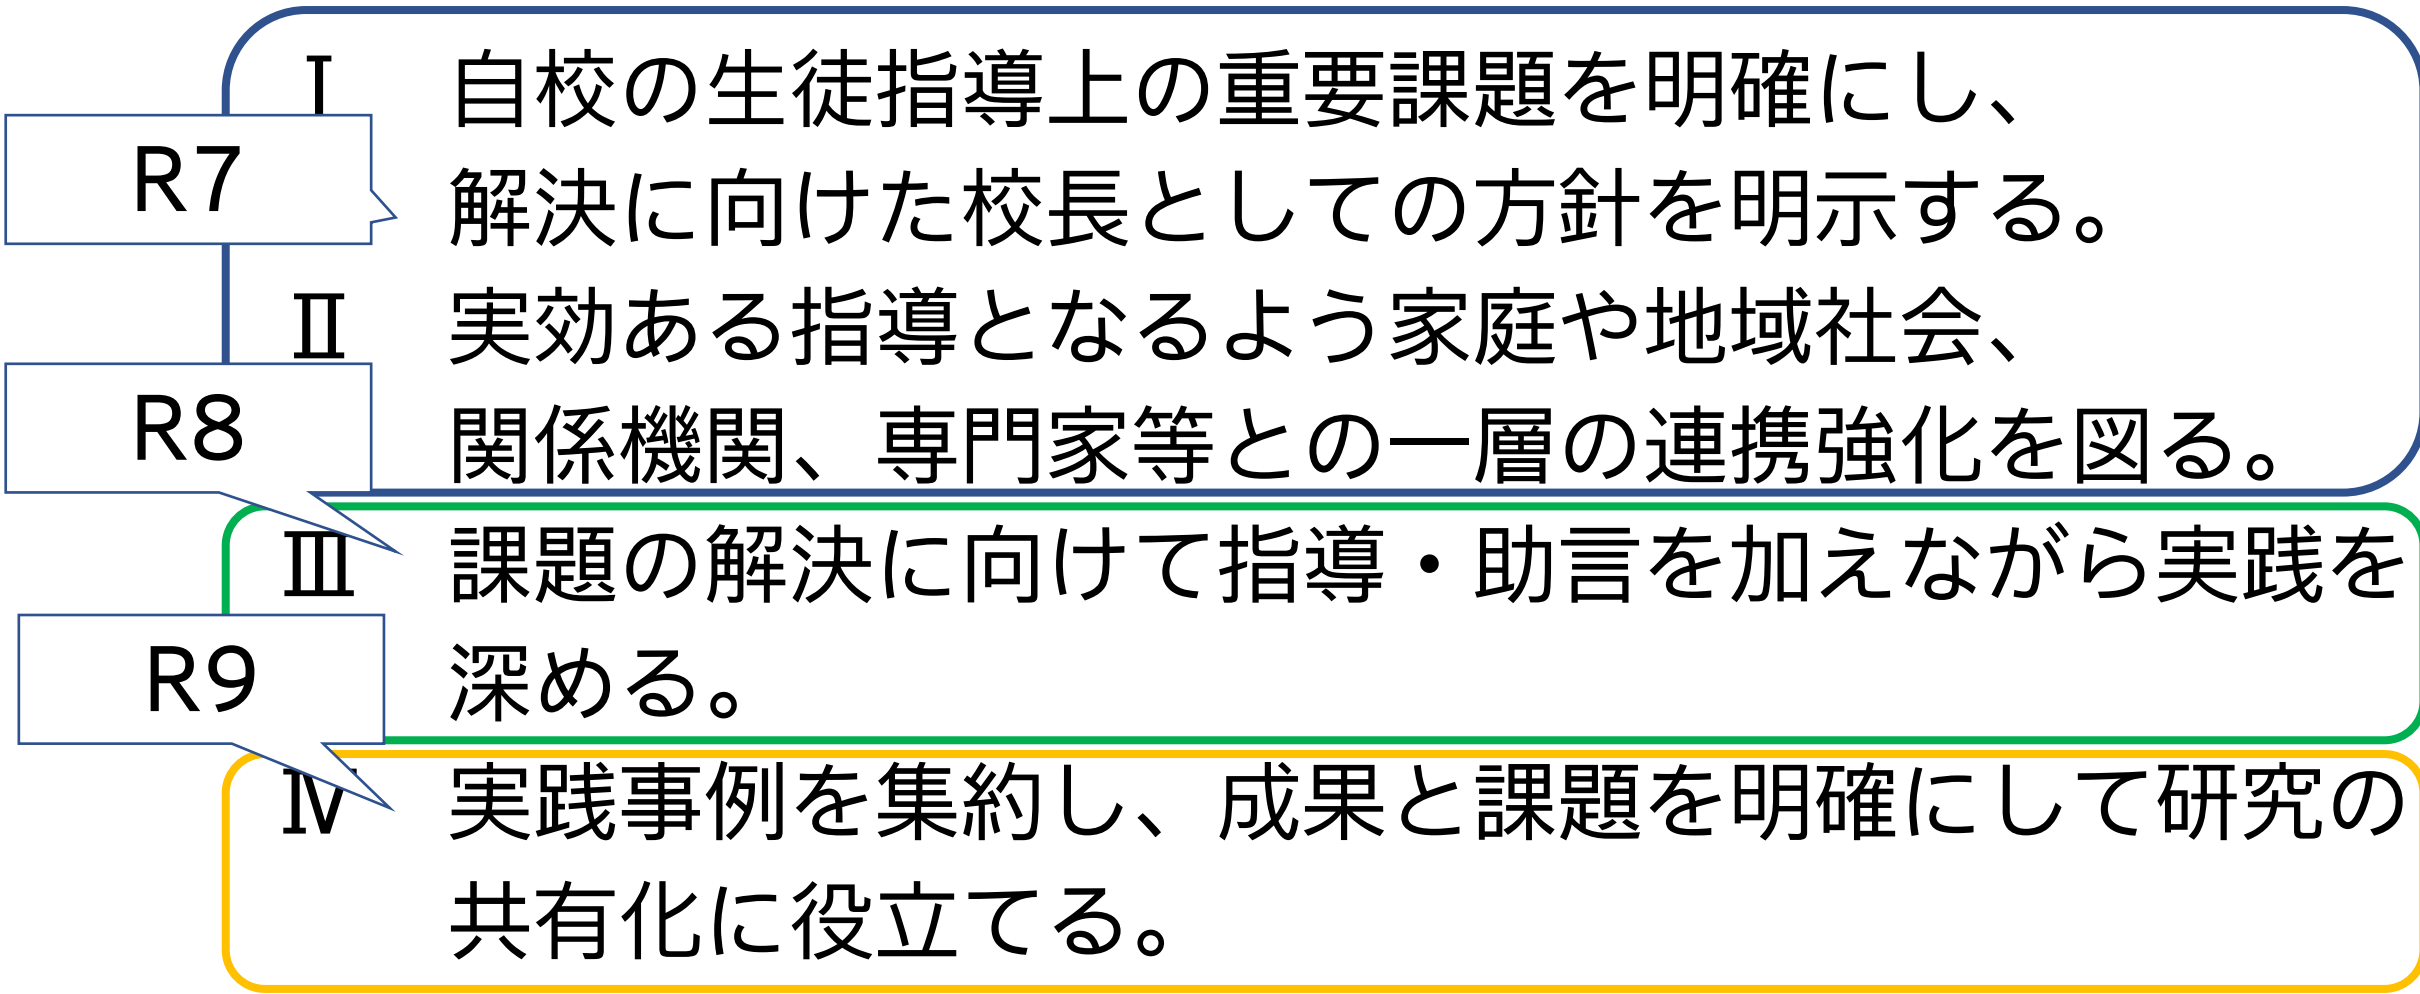 Ⅰ 自校の生徒指導上の重要課題を明確にし、
R7
解決に向けた校長としての方針を明示する。
Ⅱ 実効ある指導となるよう家庭や地域社会、
R8
関係機関、専門家等との一層の連携強化を図る。
Ⅲ 課題の解決に向けて指導・助言を加えながら実践を
R9
深める。
Ⅳ 実践事例を集約し、成果と課題を明確にして研究の
共有化に役立てる。